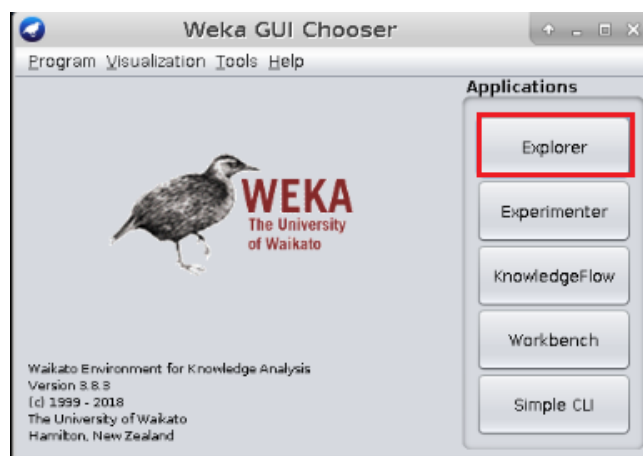 Weka GUI Chooser
Program Visualization Tools Help
Applications
Explorer
Experimenter
KnowledgeFlow
Workbench
Simple CLI
WEKA
The University
of Waikato
Waikato Environment for Knowledge Analysis
Version 3.8.3
(c) 1999 - 2018
The University of Waikato
Hamilton, New Zealand